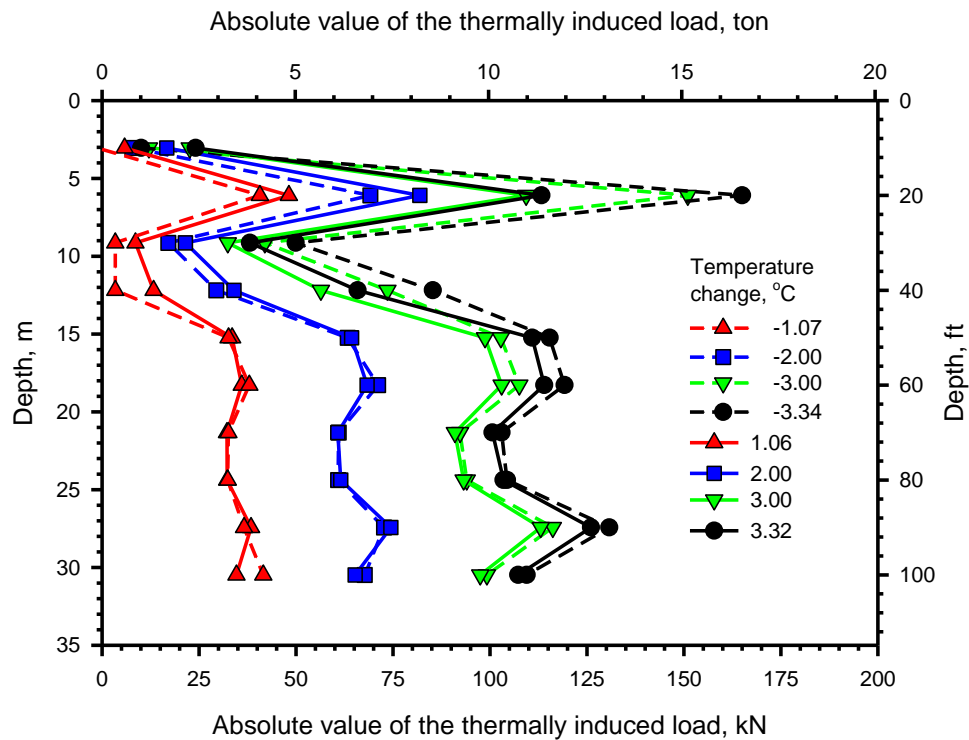 Absolute value of the thermally induced load, ton
0 5 10 15 20
0 0
5
20
10
Temperature
change, °C
40
15
-1.07
-2.00
-3.00
-3.34
1.06
2.00
3.00
3.32
Depth, m
Depth, ft
60
20
25 80
30 100
35
0 25 50 75 100 125 150 175 200
Absolute value of the thermally induced load, kN